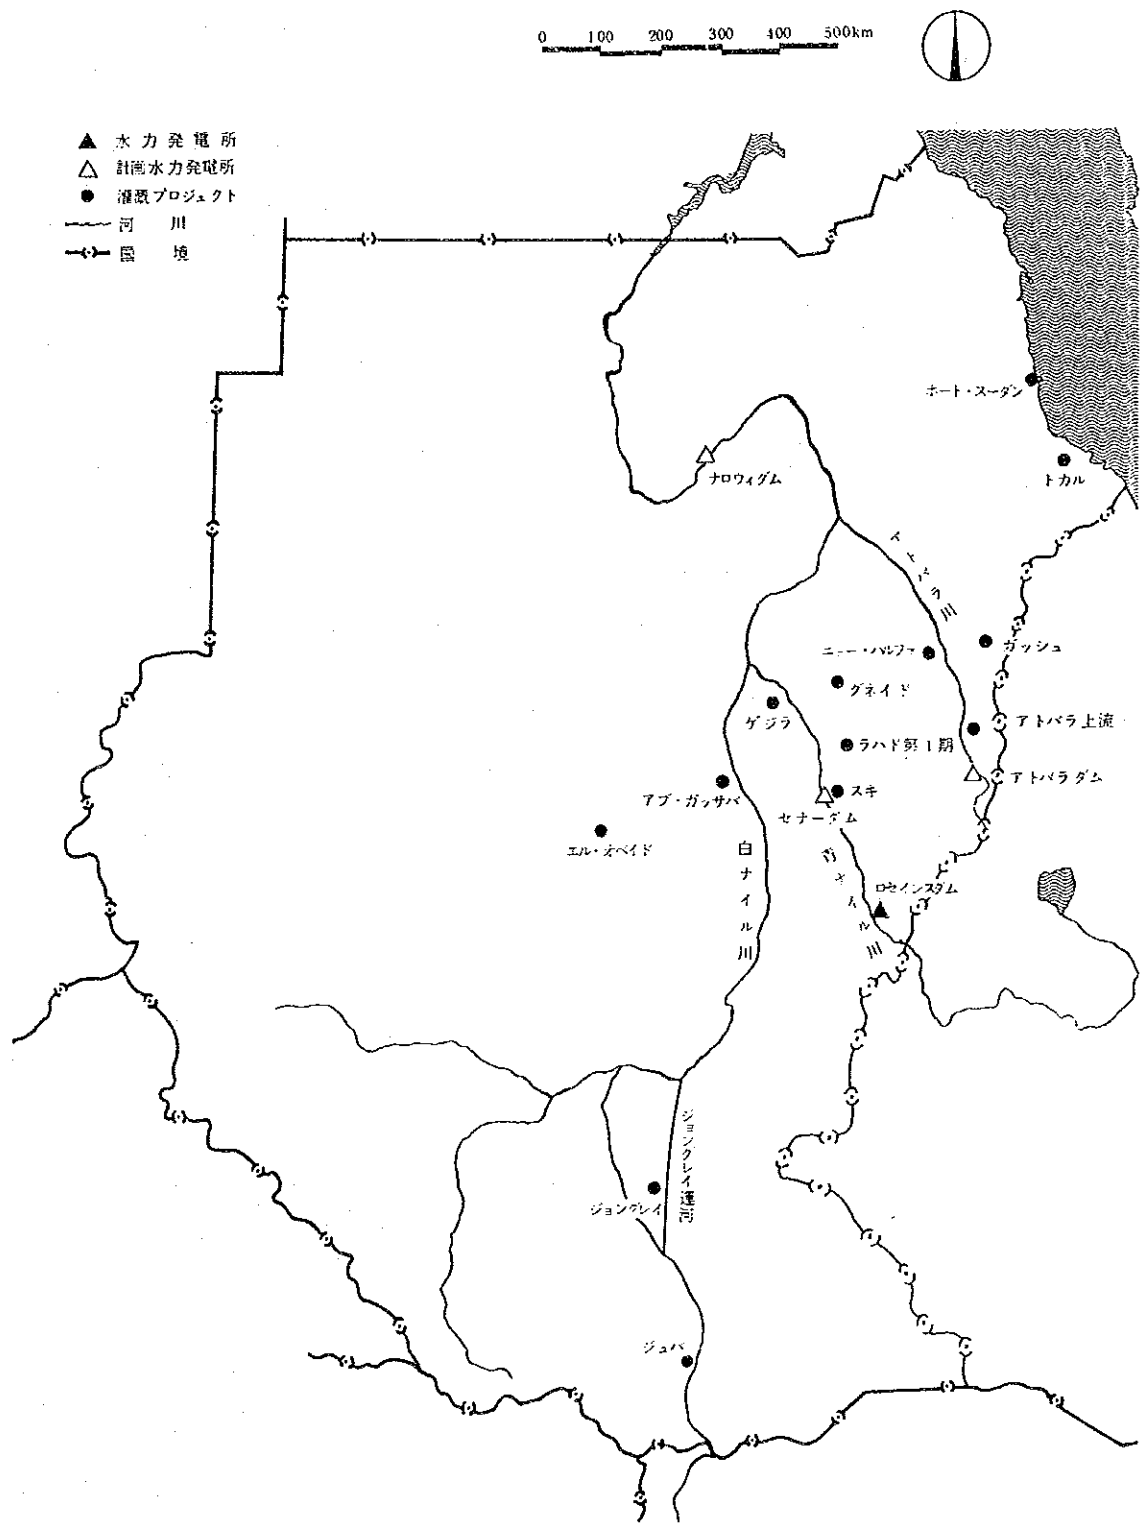 0 100 200 300 400 500km
水力発電所
計画水力発電所
灌漑プロジェクト
河川
国境
ポート・スーダン
トカル
ナロウィダム
アトバラ川
ガッシュ
ニュー・ハルファ
グネイド
ゲジラ
アトバラ上流
ラハド第1期
アトバラダム
スキ
アブ・ガッサバ
セナーダム
エル・オベイド
白ナイル川
青ナイル川
ロセインスダム
ジョングレイ運河
ジョングレイ
ジュバ